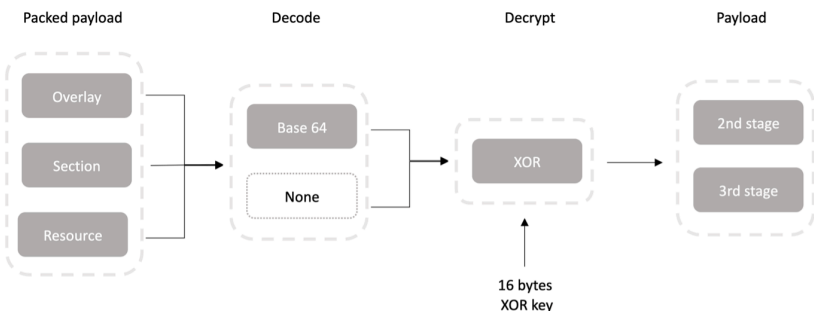 Packed payload
Decode
Decrypt
Payload
Overlay
Section
Resource
Base 64
None
XOR
16 bytes
XOR key
2nd stage
3rd stage